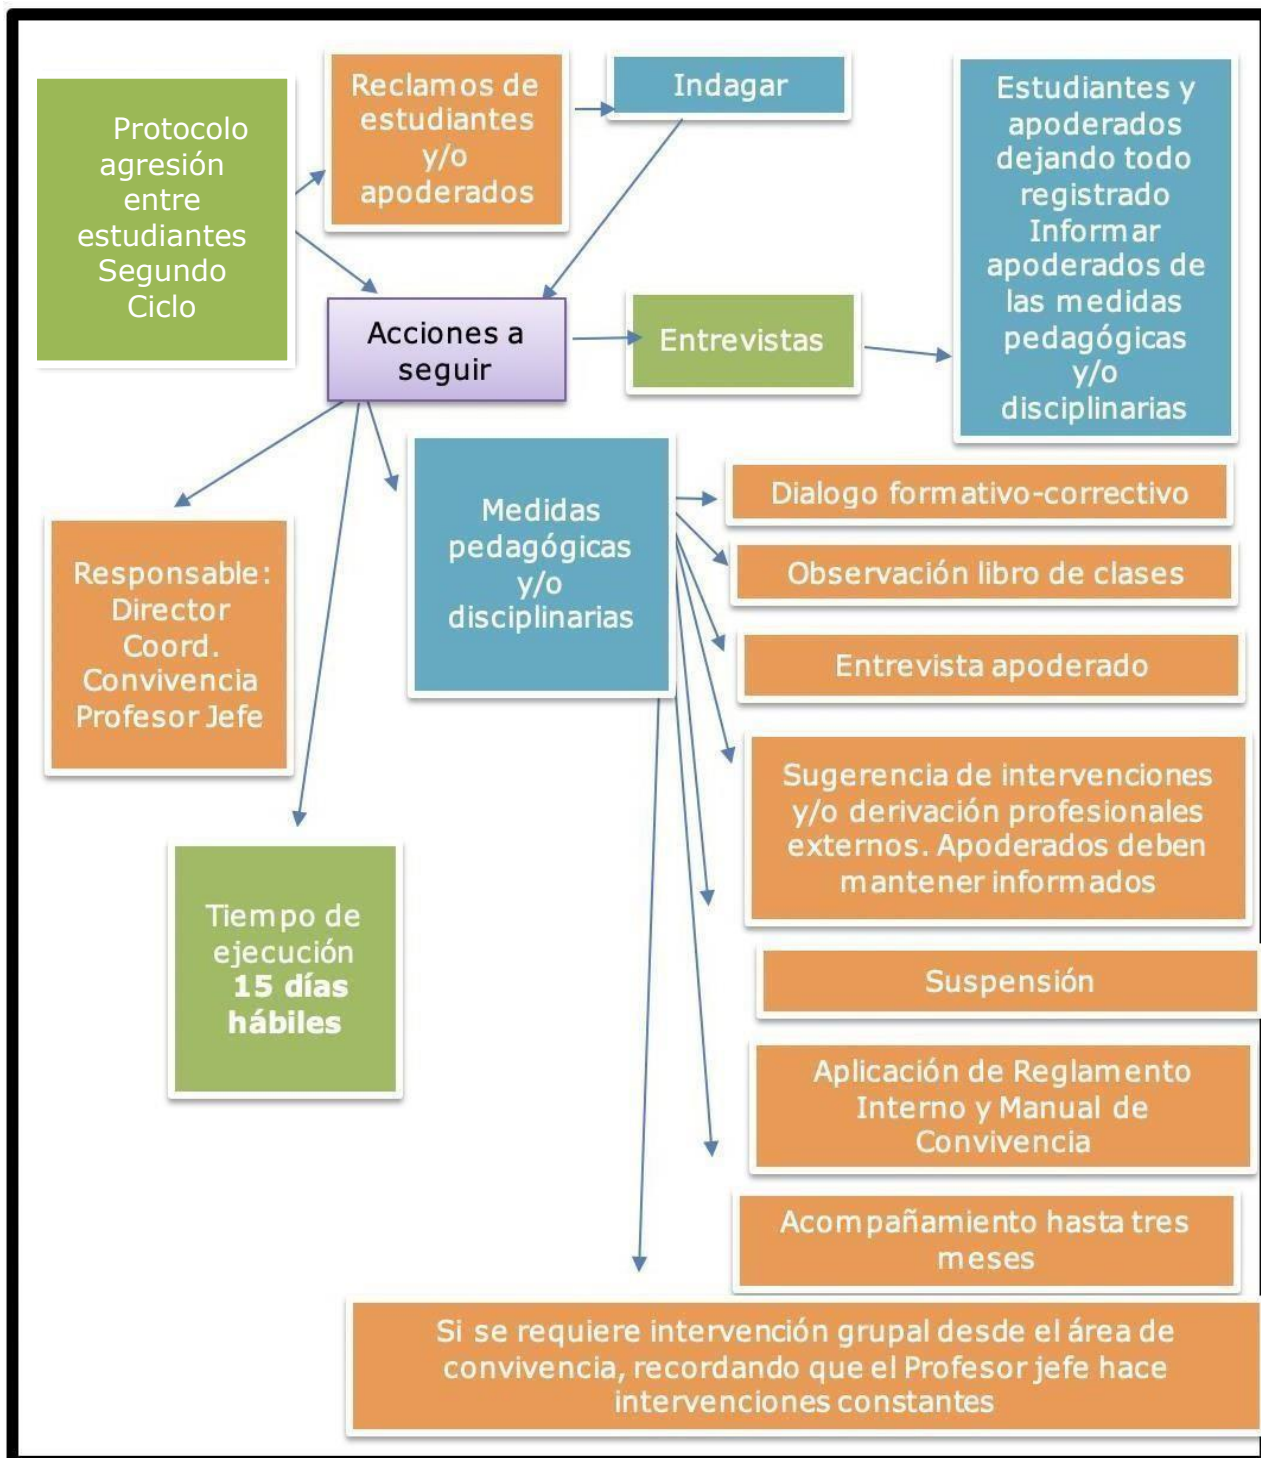 Protocolo
agresión
entre
estudiantes
Segundo
Ciclo
Reclamos de
estudiantes
y/o
apoderados
Indagar
Estudiantes y
apoderados
dejando todo
registrado
Informar
apoderados de
las medidas
pedagógicas
y/o
disciplinarias
Acciones a
seguir
Entrevistas
Responsable:
Director
Coord.
Convivencia
Profesor Jefe
Tiempo de
ejecución
15 días
hábiles
Medidas
pedagógicas
y/o
disciplinarias
Dialogo formativo-correctivo
Observación libro de clases
Entrevista apoderado
Sugerencia de intervenciones
y/o derivación profesionales
externos. Apoderados deben
mantener informados
Suspensión
Aplicación de Reglamento
Interno y Manual de
Convivencia
Acompañamiento hasta tres
meses
Si se requiere intervención grupal desde el área de
convivencia, recordando que el Profesor jefe hace
intervenciones constantes